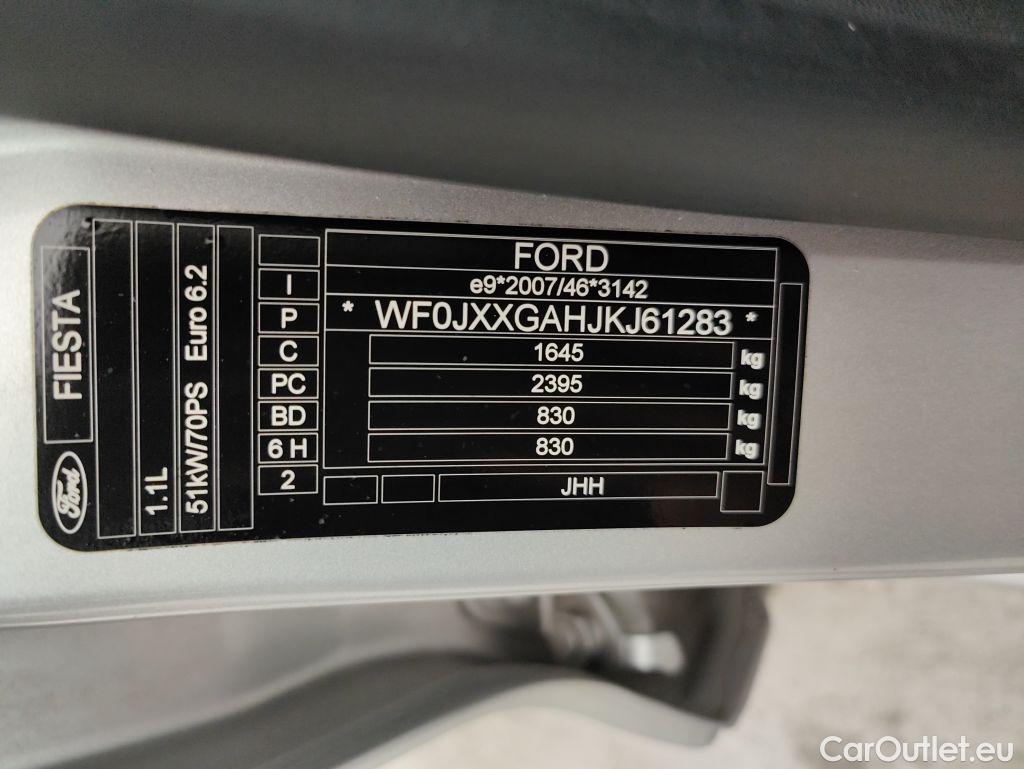 FORD
e9*2007/46*3142
* WF0JXXGAHJKJ61283 *
1645 kg
2395 kg
830 kg
830 kg
JHH
I
P
C
PC
BD
6 H
2
FIESTA
Ford
1.1L
51kW/70PS Euro 6.2
CarOutlet.eu